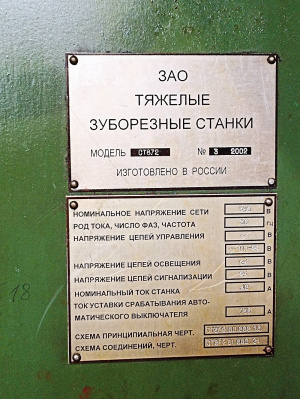 ЗАО
ТЯЖЕЛЫЕ
ЗУБОРЕЗНЫЕ СТАНКИ
МОДЕЛЬ СТ872 № 3 2002
ИЗГОТОВЛЕНО В РОССИИ
НОМИНАЛЬНОЕ НАПРЯЖЕНИЕ СЕТИ В
РОД ТОКА, ЧИСЛО ФАЗ, ЧАСТОТА ГЦ
НАПРЯЖЕНИЕ ЦЕПЕЙ УПРАВЛЕНИЯ В
В
НАПРЯЖЕНИЕ ЦЕПЕЙ ОСВЕЩЕНИЯ В
НАПРЯЖЕНИЕ ЦЕПЕЙ СИГНАЛИЗАЦИИ В
НОМИНАЛЬНЫЙ ТОК СТАНКА А
ТОК УСТАВКИ СРАБАТЫВАНИЯ АВТО-
МАТИЧЕСКОГО ВЫКЛЮЧАТЕЛЯ А
СХЕМА ПРИНЦИПИАЛЬНАЯ ЧЕРТ.
СХЕМА СОЕДИНЕНИЙ, ЧЕРТ.
18